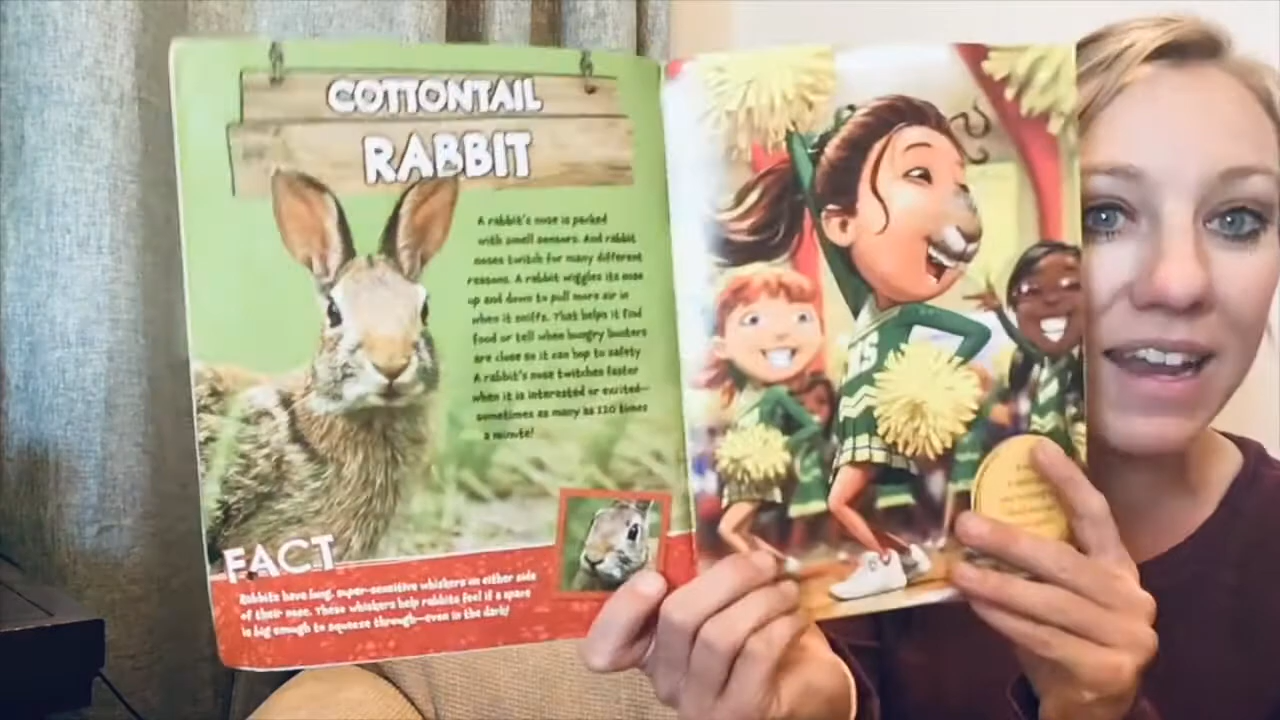 COTTONTAIL
RABBIT
A rabbit's nose is packed
with smell sensors. And rabbit
noses twitch for many different
reasons. A rabbit wiggles its nose
up and down to pull more air in
when it sniffs. That helps it find
food or tell when hungry hunters
are close so it can hop to safety
A rabbit's nose twitches faster
when it is interested or excited—
sometimes as many as 120 times
a minute!
FACT
Rabbits have long, super-sensitive whiskers on either side
of their nose. These whiskers help rabbits feel if a space
is big enough to squeeze through—even in the dark!